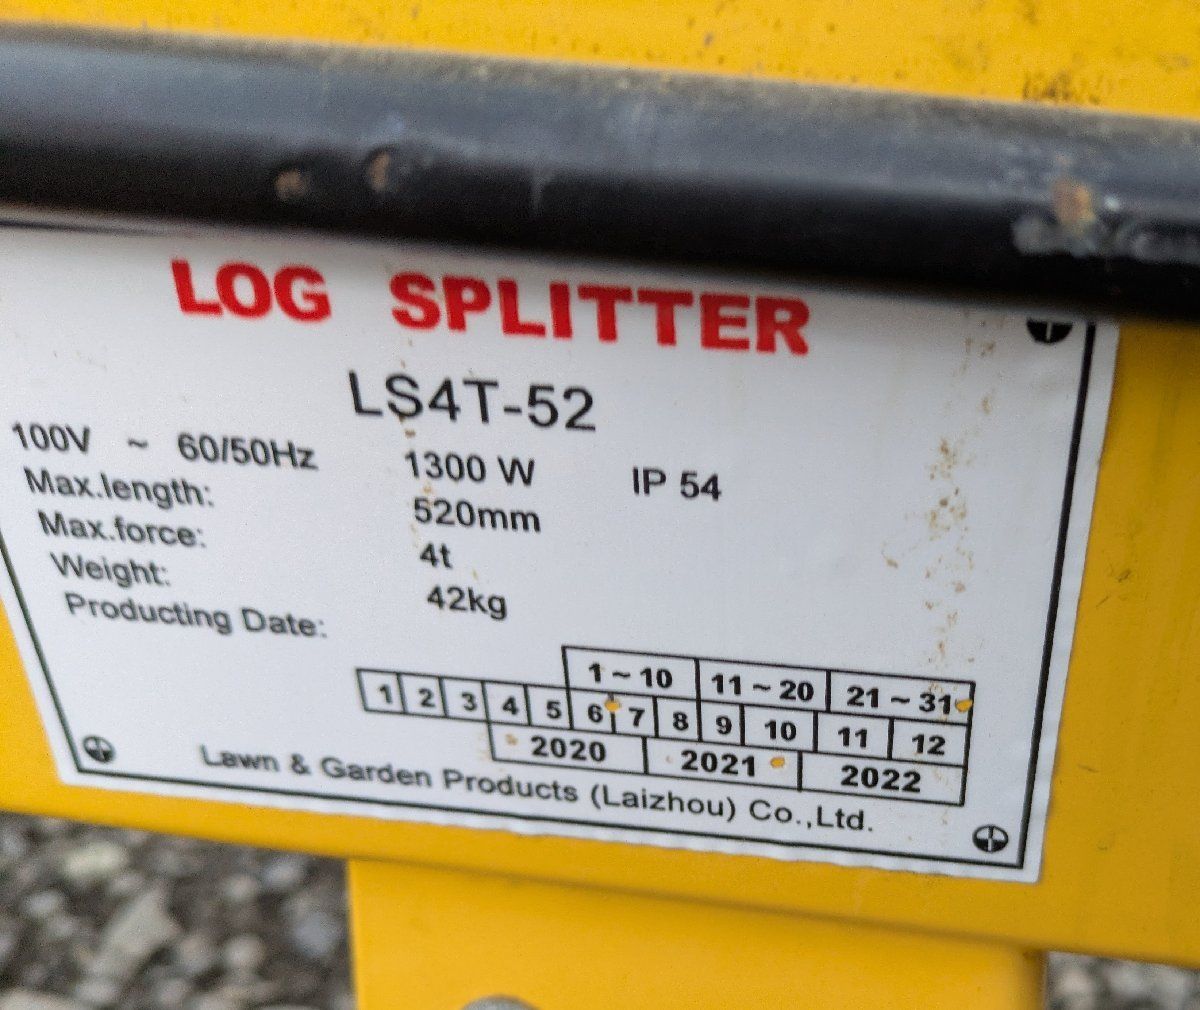 LOG SPLITTER
LS4T-52
100V ~ 60/50Hz 1300 W IP 54
Max.length: 520mm
Max.force: 4t
Weight: 42kg
Producting Date:
1~10 11~20 21~31
1 2 3 4 5 6 7 8 9 10 11 12
2020 2021 2022
Lawn & Garden Products (Laizhou) Co.,Ltd.